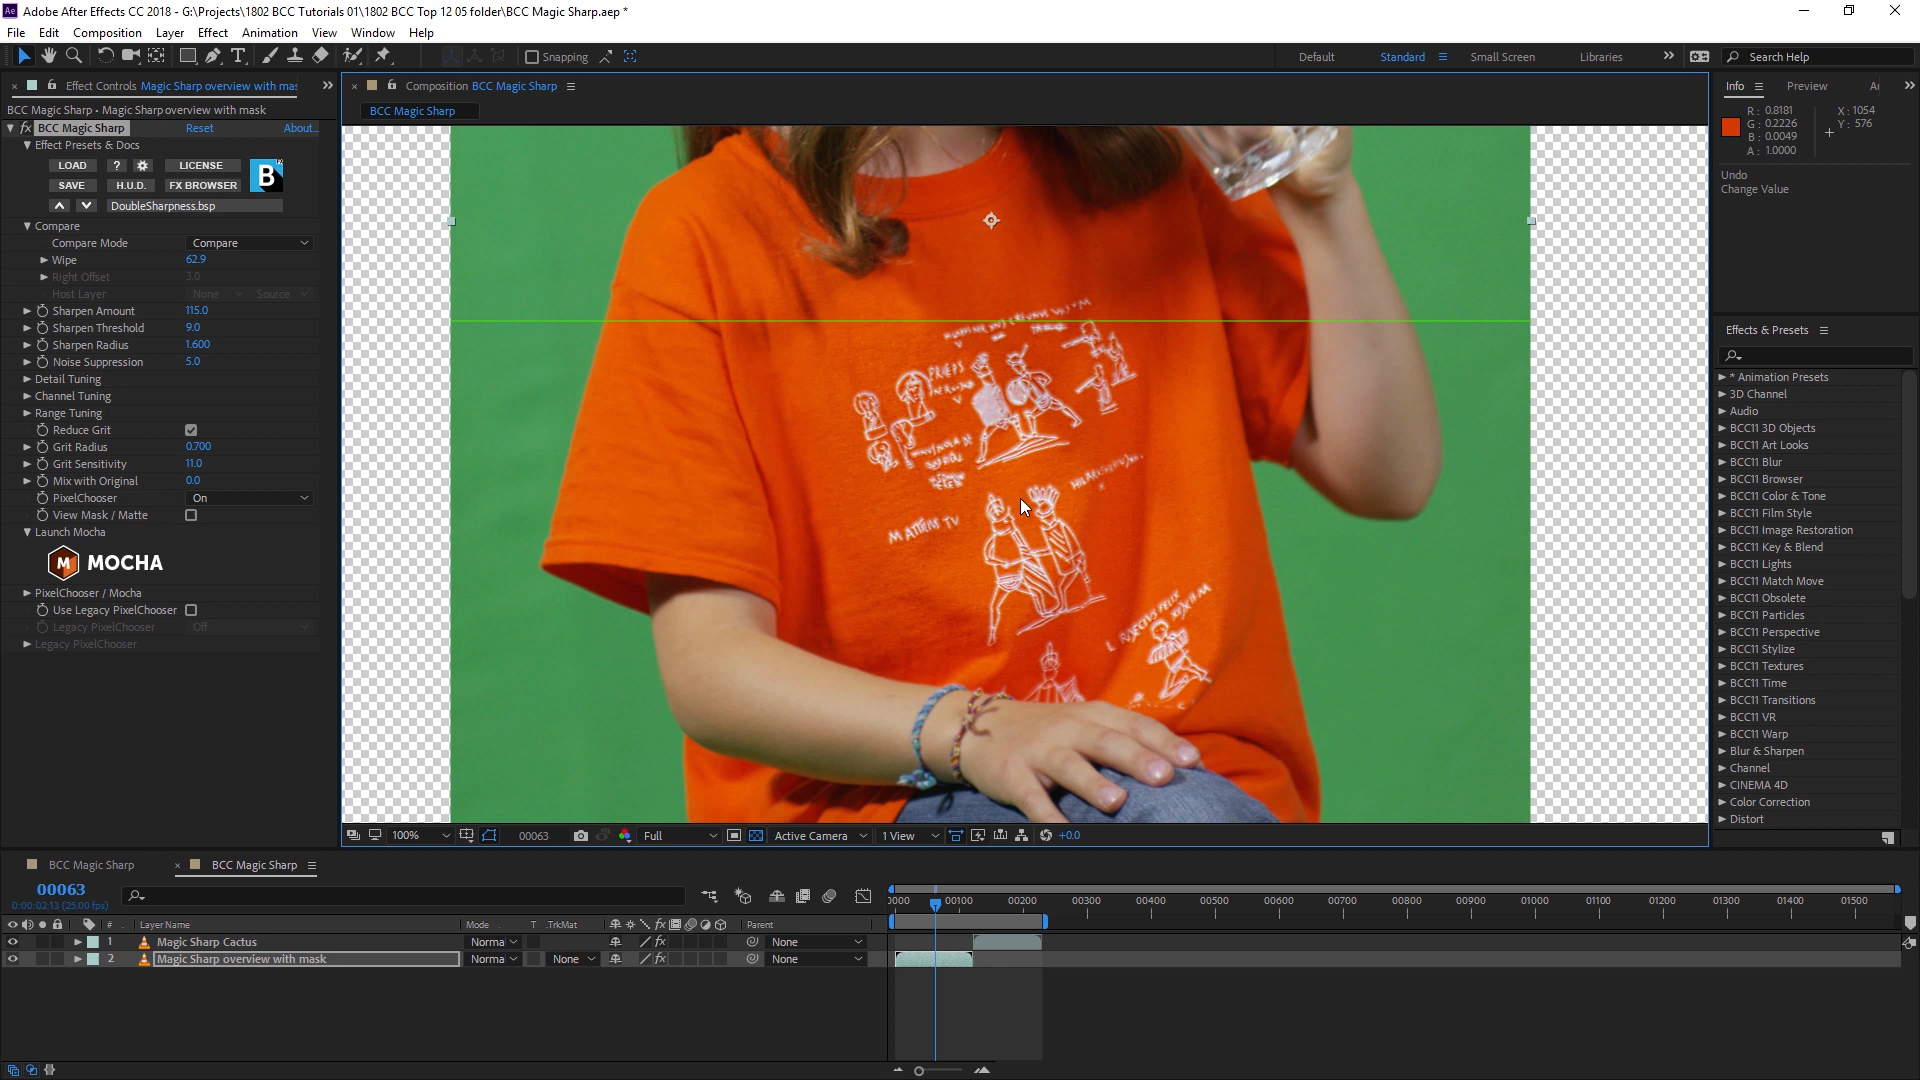 Adobe After Effects CC 2018 - G:\Projects\1802 BCC Tutorials 01\1802 BCC Top 12 05 folder\BCC Magic Sharp.aep *
File Edit Composition Layer Effect Animation View Window Help
Snapping
Default Standard Small Screen Libraries Search Help
Effect Controls Magic Sharp overview with mas
BCC Magic Sharp • Magic Sharp overview with mask
fx BCC Magic Sharp Reset About...
Effect Presets & Docs
LOAD ? LICENSE
SAVE H.U.D. FX BROWSER
B
DoubleSharpness.bsp
Compare
Compare Mode Compare
Wipe 62.9
Right Offset 3.0
Host Layer None Source
Sharpen Amount 115.0
Sharpen Threshold 9.0
Sharpen Radius 1.600
Noise Suppression 5.0
Detail Tuning
Channel Tuning
Range Tuning
Reduce Grit
Grit Radius 0.700
Grit Sensitivity 11.0
Mix with Original 0.0
PixelChooser On
View Mask / Matte
Launch Mocha
M MOCHA
PixelChooser / Mocha
Use Legacy PixelChooser
Legacy PixelChooser Off
Legacy PixelChooser
Composition BCC Magic Sharp
BCC Magic Sharp
PRIEPS
M ATTILIUS TV
100% 00063 Full Active Camera 1 View +0.0
Info Preview
R: 0.8181 X: 1054
G: 0.2226 Y: 576
B: 0.0049
A: 1.0000
Undo
Change Value
Effects & Presets
* Animation Presets
3D Channel
Audio
BCC11 3D Objects
BCC11 Art Looks
BCC11 Blur
BCC11 Browser
BCC11 Color & Tone
BCC11 Film Style
BCC11 Image Restoration
BCC11 Key & Blend
BCC11 Lights
BCC11 Match Move
BCC11 Obsolete
BCC11 Particles
BCC11 Perspective
BCC11 Stylize
BCC11 Textures
BCC11 Time
BCC11 Transitions
BCC11 VR
BCC11 Warp
Blur & Sharpen
Channel
CINEMA 4D
Color Correction
Distort
BCC Magic Sharp BCC Magic Sharp
00063
0:00:02:13 (25.00 fps)
0000 00100 00200 00300 00400 00500 00600 00700 00800 00900 01000 01100 01200 01300 01400 01500
# Layer Name Mode T .TrkMat fx Parent
1 Magic Sharp Cactus Norma fx None
2 Magic Sharp overview with mask Norma None fx None